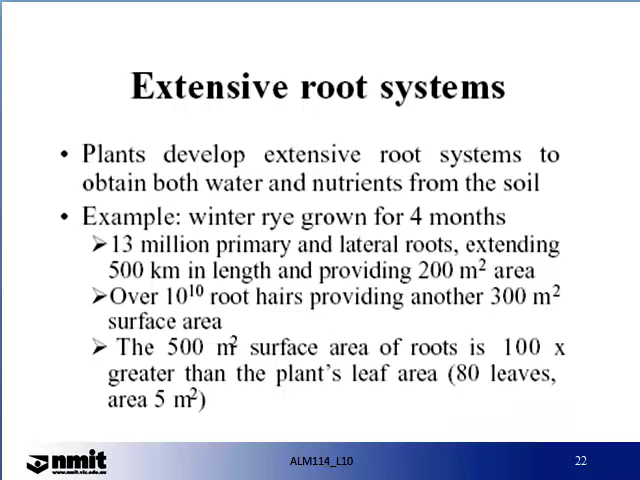 Extensive root systems
• Plants develop extensive root systems to
obtain both water and nutrients from the soil
• Example: winter rye grown for 4 months
➢13 million primary and lateral roots, extending
500 km in length and providing 200 m² area
➢Over 10¹⁰ root hairs providing another 300 m²
surface area
➢ The 500 m² surface area of roots is 100 x
greater than the plant's leaf area (80 leaves,
area 5 m²)
nmit
www.nmit.vic.edu.au
ALM114_L10
22